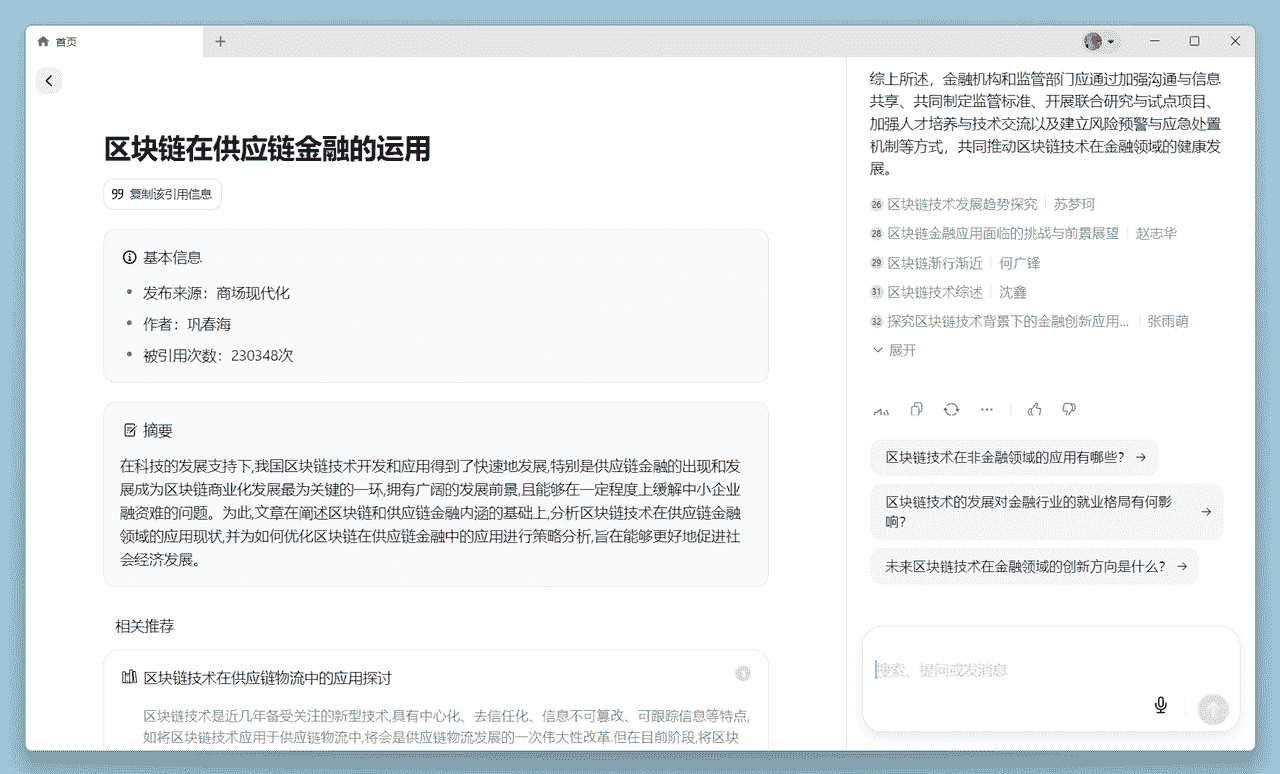 首页
区块链在供应链金融的运用
复制该引用信息
基本信息
发布来源：商场现代化
作者：巩春海
被引用次数：230348次
摘要
在科技的发展支持下,我国区块链技术开发和应用得到了快速地发展,特别是供应链金融的出现和发
展成为区块链商业化发展最为关键的一环,拥有广阔的发展前景,且能够在一定程度上缓解中小企业
融资难的问题。为此,文章在阐述区块链和供应链金融内涵的基础上,分析区块链技术在供应链金融
领域的应用现状,并为如何优化区块链在供应链金融中的应用进行策略分析,旨在能够更好地促进社
会经济发展。
相关推荐
区块链技术在供应链物流中的应用探讨
区块链技术是近几年备受关注的新型技术,具有中心化、去信任化、信息不可篡改、可跟踪信息等特点,
如将区块链技术应用于供应链物流中,将会是供应链物流发展的一次伟大性改革.但在目前阶段,将区块
综上所述，金融机构和监管部门应通过加强沟通与信息
共享、共同制定监管标准、开展联合研究与试点项目、
加强人才培养与技术交流以及建立风险预警与应急处置
机制等方式，共同推动区块链技术在金融领域的健康发
展。
26 区块链技术发展趋势探究 苏梦珂
28 区块链金融应用面临的挑战与前景展望 赵志华
29 区块链渐行渐近 何广锋
31 区块链技术综述 沈鑫
32 探究区块链技术背景下的金融创新应用... 张雨萌
展开
区块链技术在非金融领域的应用有哪些？
区块链技术的发展对金融行业的就业格局有何影
响？
未来区块链技术在金融领域的创新方向是什么？
搜索、提问或发消息